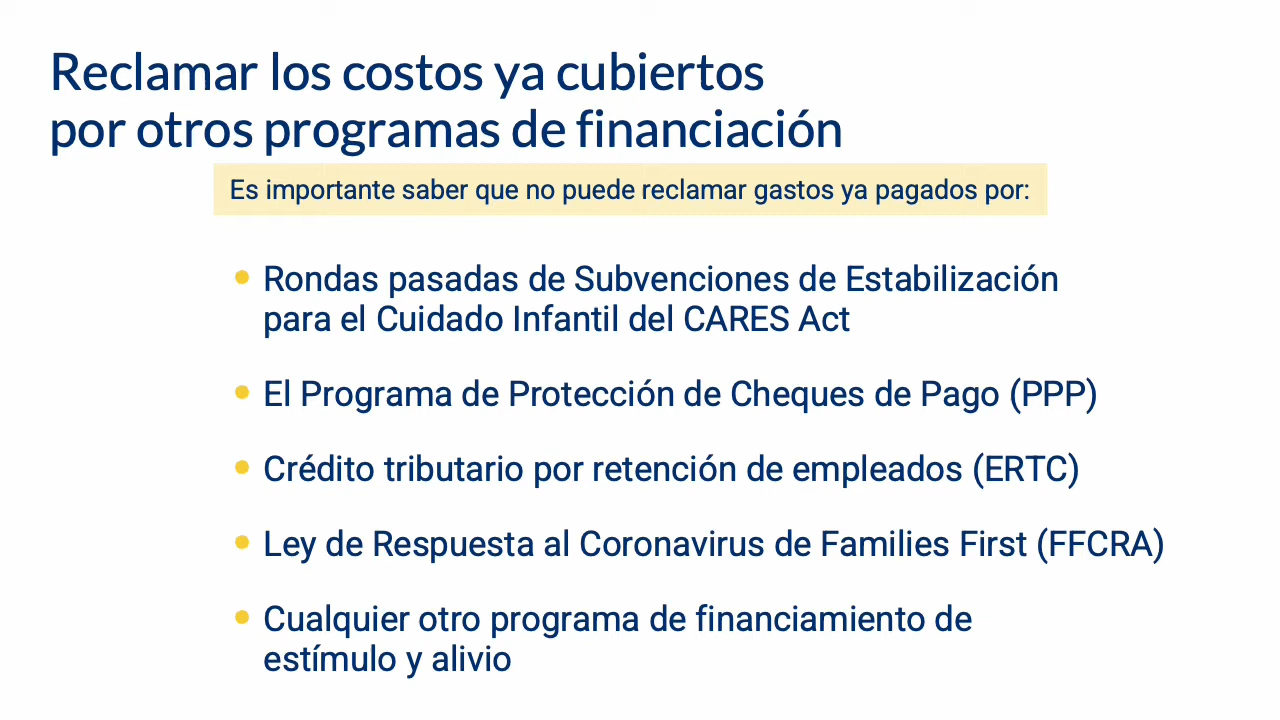 Reclamar los costos ya cubiertos
por otros programas de financiación
Es importante saber que no puede reclamar gastos ya pagados por:
• Rondas pasadas de Subvenciones de Estabilización
para el Cuidado Infantil del CARES Act
• El Programa de Protección de Cheques de Pago (PPP)
• Crédito tributario por retención de empleados (ERTC)
• Ley de Respuesta al Coronavirus de Families First (FFCRA)
• Cualquier otro programa de financiamiento de
estímulo y alivio